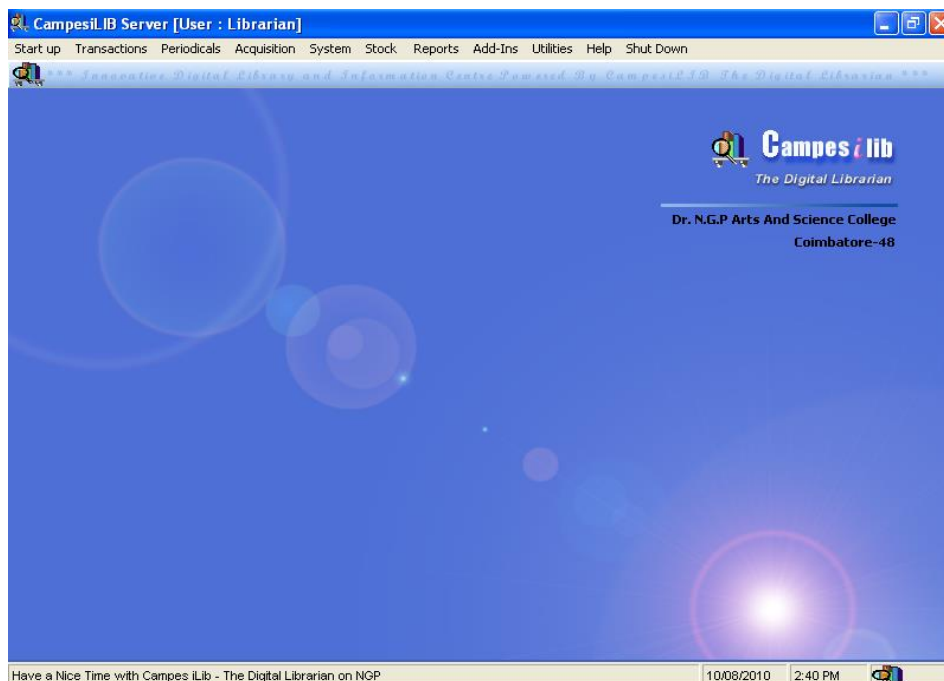 CampesiLIB Server [User : Librarian]
Start up Transactions Periodicals Acquisition System Stock Reports Add-Ins Utilities Help Shut Down
*** Innovative Digital Library and Information Centre Powered By CampesiLIB The Digital Librarian ***
Campes i lib
The Digital Librarian
Dr. N.G.P Arts And Science College
Coimbatore-48
Have a Nice Time with Campes iLib - The Digital Librarian on NGP 10/08/2010 2:40 PM